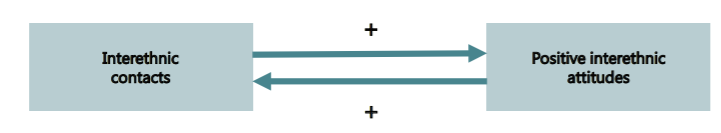 +
Interethnic
contacts
Positive interethnic
attitudes
+